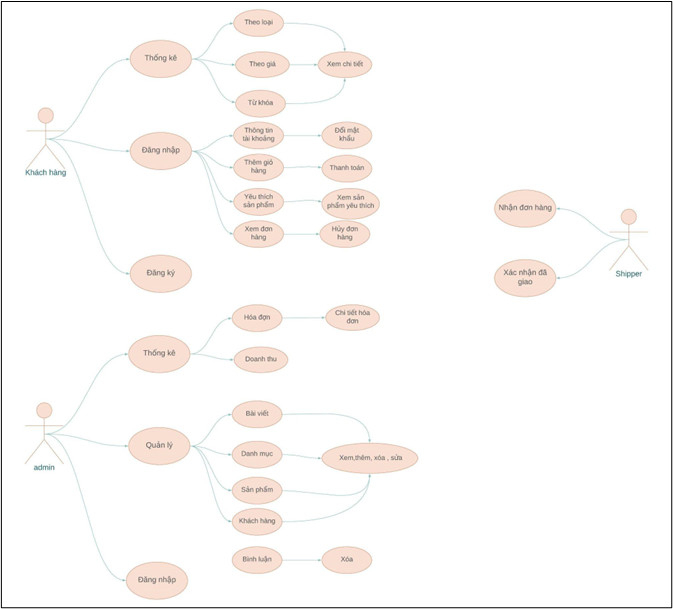 Theo loại
Thống kê
Theo giá
Xem chi tiết
Từ khóa
Khách hàng
Đăng nhập
Thông tin
tài khoảng
Đổi mật
khẩu
Thêm giỏ
hàng
Thanh toán
Yêu thích
sản phẩm
Xem sản
phẩm yêu thích
Xem đơn
hàng
Hủy đơn
hàng
Đăng ký
Nhận đơn hàng
Xác nhận đã
giao
Shipper
Thống kê
Hóa đợn
Chi tiết hóa
đơn
Doanh thu
admin
Quản lý
Bài viết
Danh mục
Xem,thêm, xóa , sửa
Sản phẩm
Khách hàng
Bình luận
Xóa
Đăng nhập